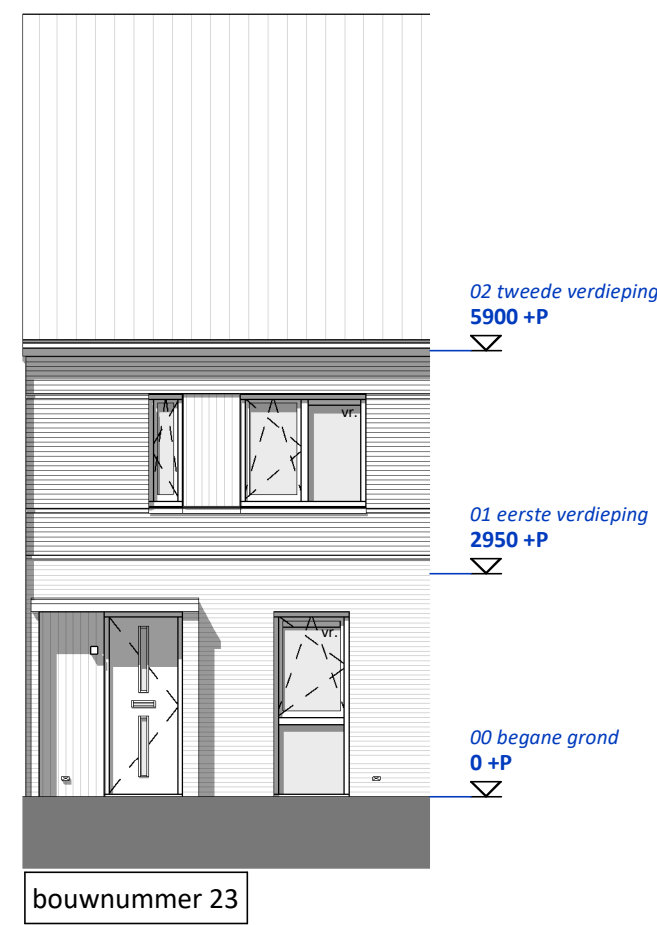 02 tweede verdieping
5900 +P
vr.
01 eerste verdieping
2950 +P
vr.
00 begane grond
0 +P
bouwnummer 23